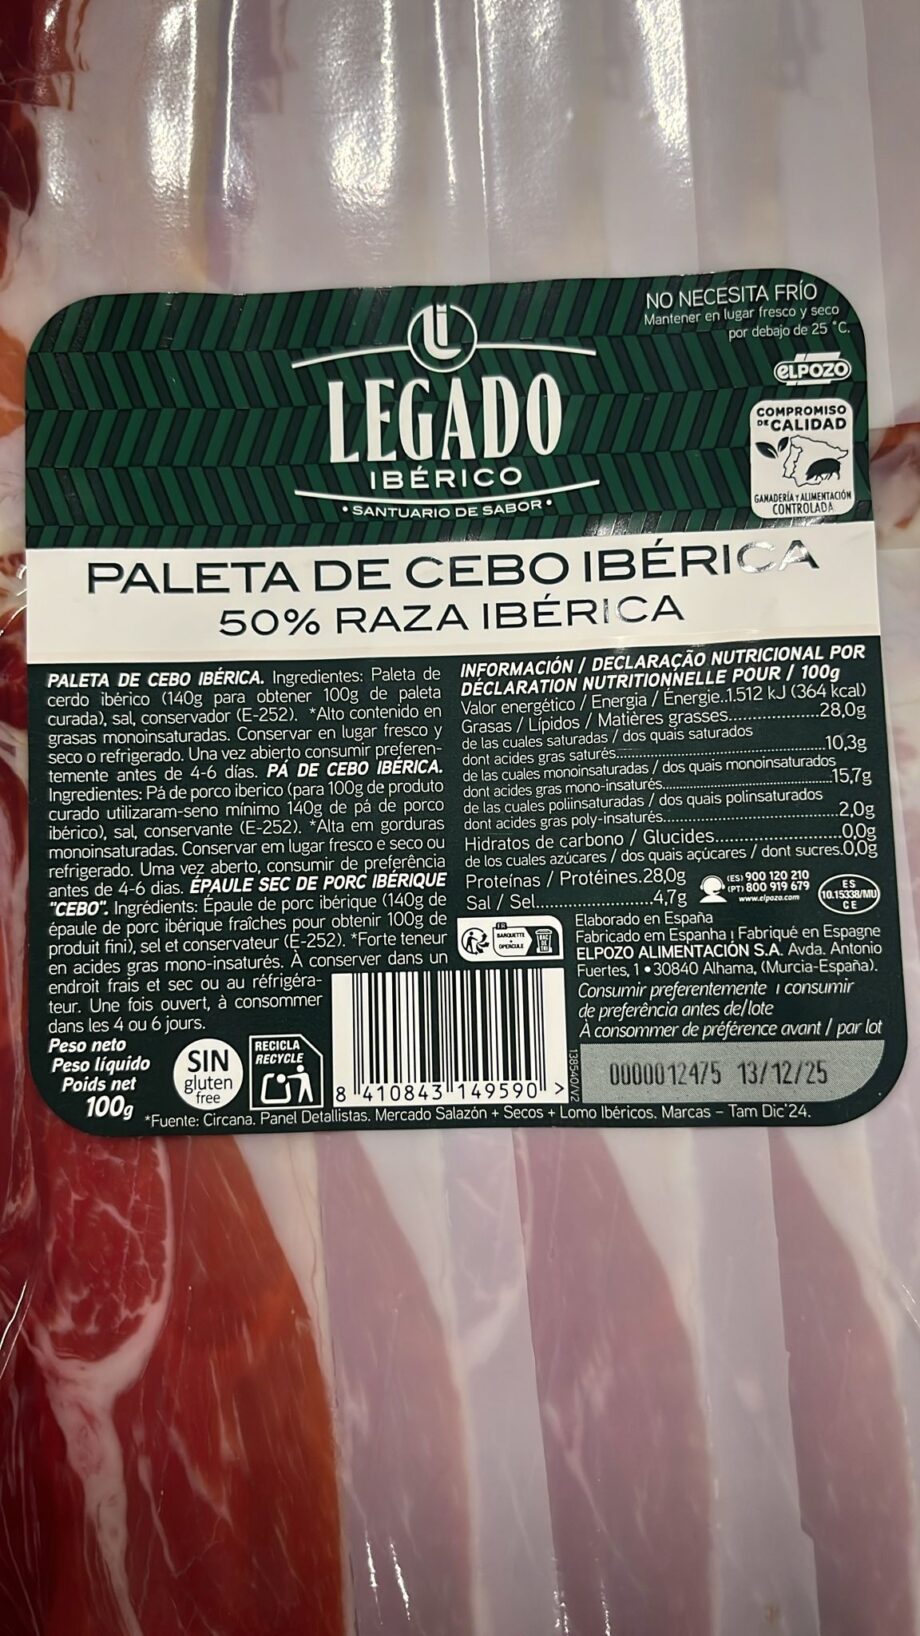 NO NECESITA FRÍO
Mantener en lugar fresco y seco
por debajo de 25 °C.
ELPOZO
COMPROMISO
DE CALIDAD
GANADERÍA Y ALIMENTACIÓN
CONTROLADA
LEGADO
IBÉRICO
• SANTUARIO DE SABOR •
PALETA DE CEBO IBÉRICA
50% RAZA IBÉRICA
PALETA DE CEBO IBÉRICA. Ingredientes: Paleta de
cerdo ibérico (140g para obtener 100g de paleta
curada), sal, conservador (E-252). *Alto contenido en
grasas monoinsaturadas. Conservar en lugar fresco y
seco o refrigerado. Una vez abierto consumir preferen-
temente antes de 4-6 días. PÁ DE CEBO IBÉRICA.
Ingredientes: Pá de porco iberico (para 100g de produto
curado utilizaram-seno mínimo 140g de pá de porco
ibérico), sal, conservante (E-252). *Alta em gorduras
monoinsaturadas. Conservar em lugar fresco e seco ou
refrigerado. Uma vez aberto, consumir de preferência
antes de 4-6 dias. ÉPAULE SEC DE PORC IBÉRIQUE
"CEBO". Ingrédients: Épaule de porc ibérique (140g de
épaule de porc ibérique fraîches pour obtenir 100g de
produit fini), sel et conservateur (E-252). *Forte teneur
en acides gras mono-insaturés. À conserver dans un
endroit frais et sec ou au réfrigéra-
teur. Une fois ouvert, à consommer
dans les 4 ou 6 jours.
Peso neto
Peso líquido
Poids net
100g
SIN
gluten
free
RECICLA
RECYCLE
INFORMACIÓN / DECLARAÇÃO NUTRICIONAL POR
DÉCLARATION NUTRITIONNELLE POUR / 100g
Valor energético / Energia / Énergie..1.512 kJ (364 kcal)
Grasas / Lípidos / Matières grasses...............28,0g
de las cuales saturadas / dos quais saturados
dont acides gras saturés...............................10,3g
de las cuales monoinsaturadas / dos quais monoinsaturados
dont acides gras mono-insaturés.........................15,7g
de las cuales poliinsaturadas / dos quais polinsaturados
dont acides gras poly-insaturés...........................2,0g
Hidratos de carbono / Glucides...................0,0g
de los cuales azúcares / dos quais açúcares / dont sucres.0,0g
Proteínas / Protéines.28,0g
Sal / Sel..................4,7g
(ES) 900 120 210
(PT) 800 919 679
www.elpozo.com
ES
10.15338/MU
CE
FR
BARQUETTE
+
OPERCULE
BAC
DE
TRI
Elaborado en España
Fabricado em Espanha ı Fabriqué en Espagne
ELPOZO ALIMENTACIÓN S.A. Avda. Antonio
Fuertes, 1 • 30840 Alhama, (Murcia-España).
Consumir preferentemente ı consumir
de preferência antes de/lote
À consommer de préférence avant / par lot
0000012475 13/12/25
138540/V2
8 410843 149590 >
*Fuente: Circana. Panel Detallistas. Mercado Salazón + Secos + Lomo Ibéricos. Marcas – Tam Dic'24.